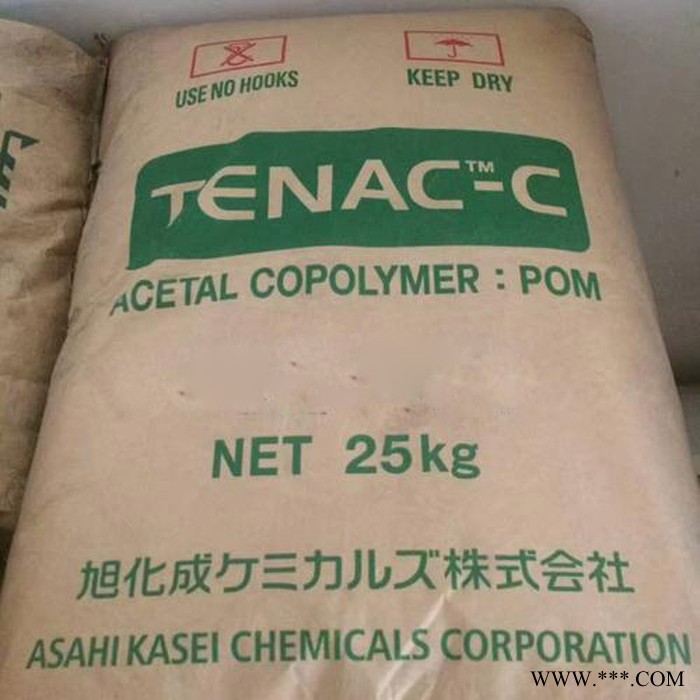 USE NO HOOKS
KEEP DRY
TENAC™-C
ACETAL COPOLYMER : POM
NET 25kg
旭化成ケミカルズ株式会社
ASAHI KASEI CHEMICALS CORPORATION
WWW.***.COM